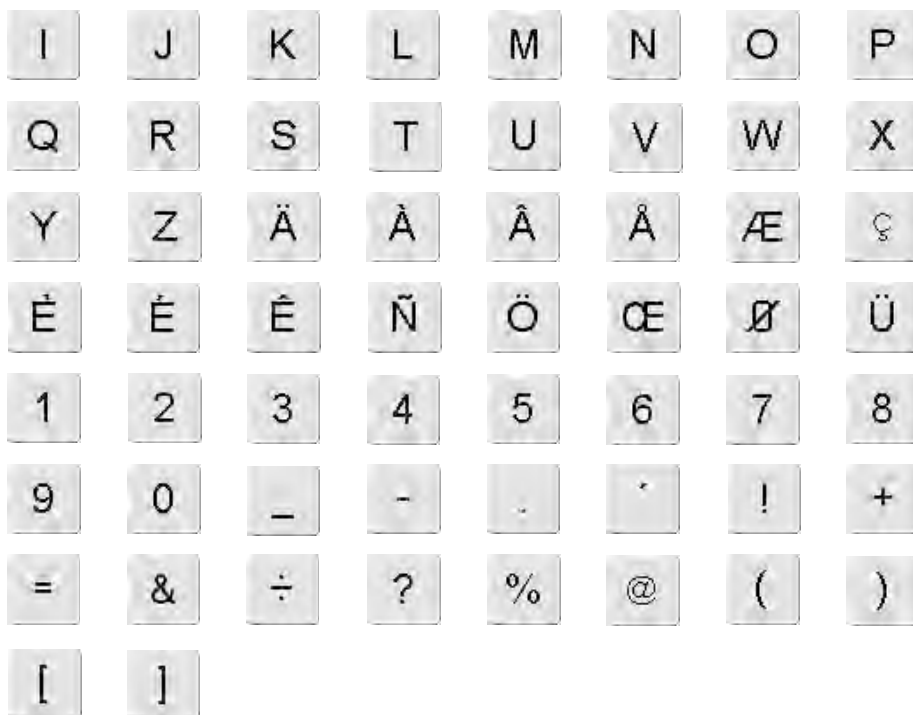 I J K L M N O P
Q R S T U V W X
Y Z Ä À Â Å Æ ç
È É Ê Ñ Ö Œ Ø Ü
1 2 3 4 5 6 7 8
9 0 _ - . ´ ! +
= & ÷ ? % @ ( )
[ ]